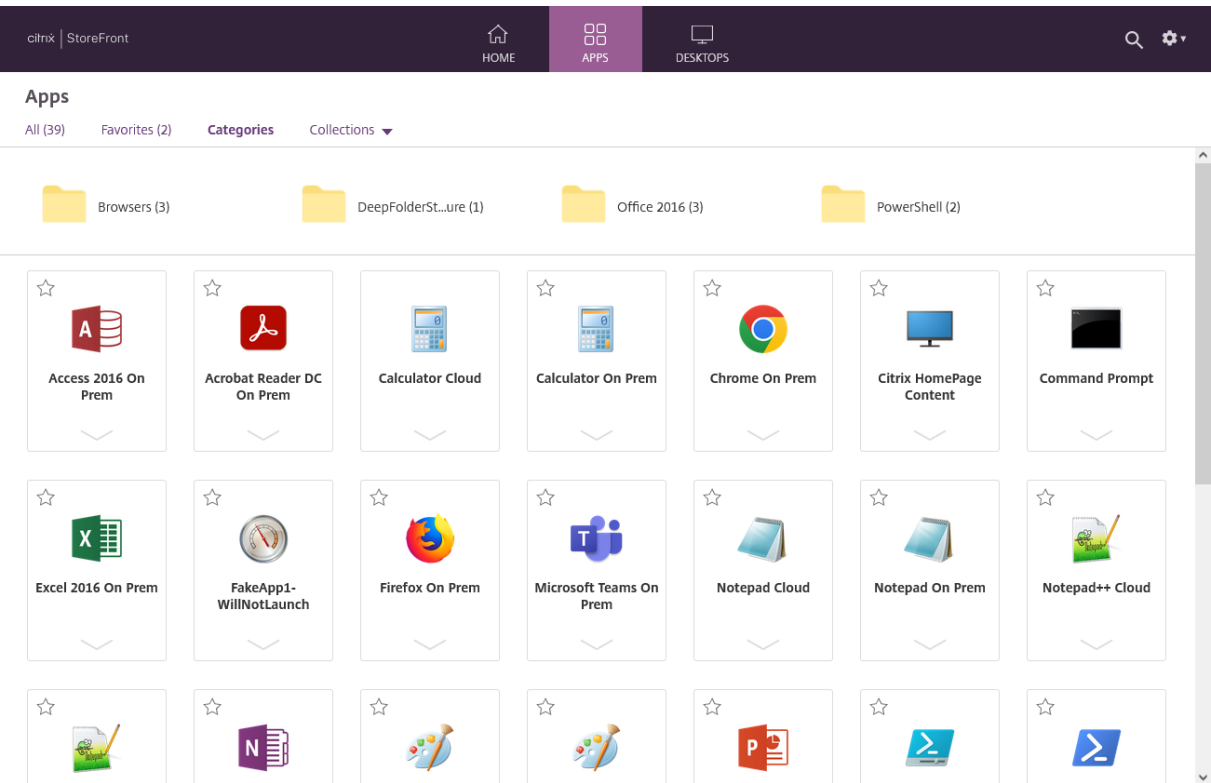 citrix | StoreFront
HOME
APPS
DESKTOPS
Apps
All (39)
Favorites (2)
Categories
Collections
Browsers (3)
DeepFolderSt...ure (1)
Office 2016 (3)
PowerShell (2)
Access 2016 On
Prem
Acrobat Reader DC
On Prem
Calculator Cloud
Calculator On Prem
Chrome On Prem
Citrix HomePage
Content
Command Prompt
Excel 2016 On Prem
FakeApp1-
WillNotLaunch
Firefox On Prem
Microsoft Teams On
Prem
Notepad Cloud
Notepad On Prem
Notepad++ Cloud